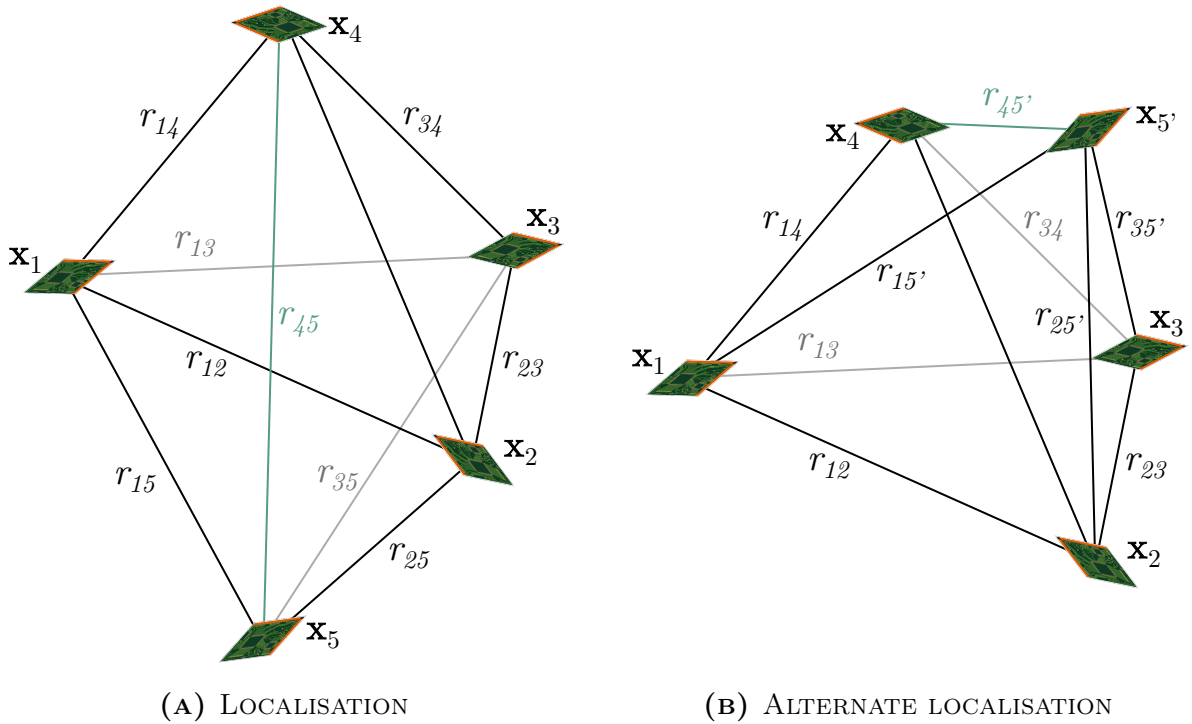 x₄
r₁₄
r₃₄
x₃
x₁
r₁₃
r₄₅
r₁₂
r₂₃
x₂
r₁₅
r₃₅
r₂₅
x₅
(A) LOCALISATION
r₄₅'
x₅'
x₄
r₁₄
r₃₄
r₃₅'
r₁₅'
r₂₅'
x₃
x₁
r₁₃
r₁₂
r₂₃
x₂
(B) ALTERNATE LOCALISATION